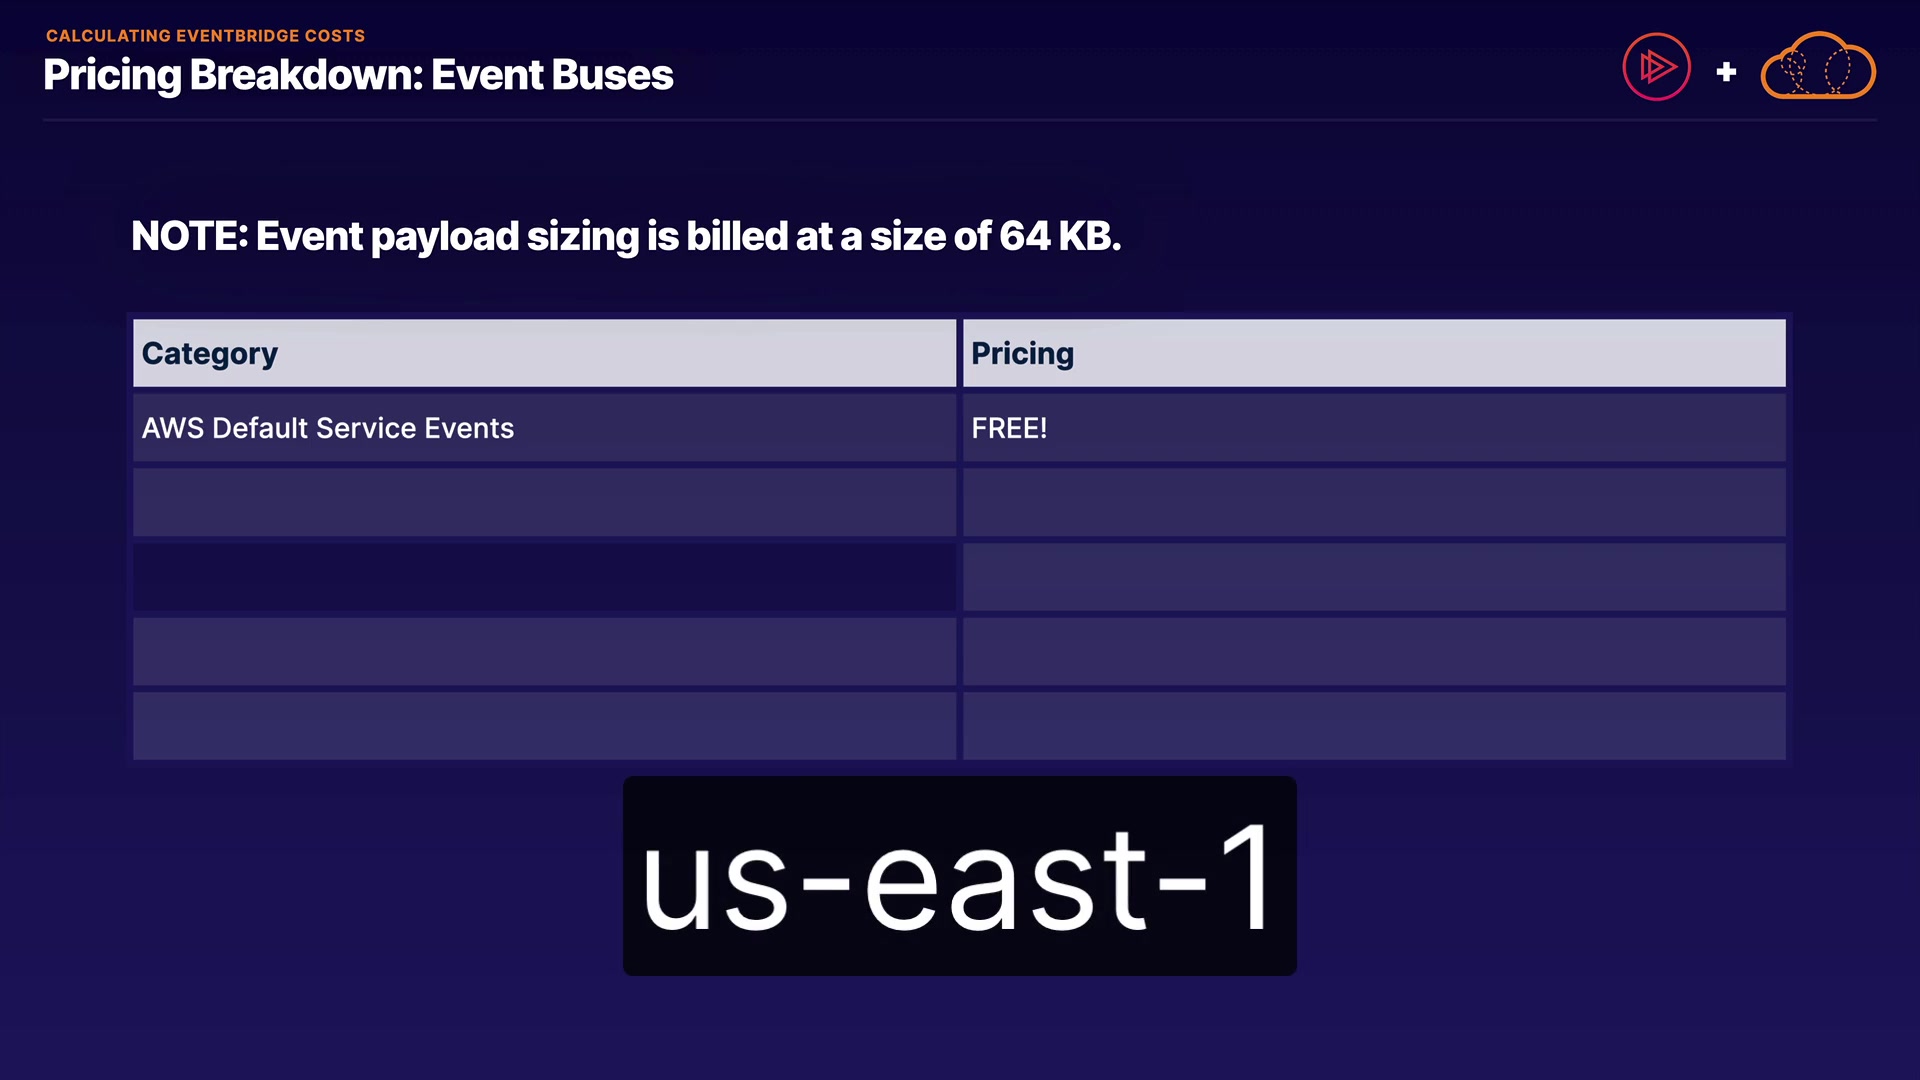 CALCULATING EVENTBRIDGE COSTS
Pricing Breakdown: Event Buses
+
NOTE: Event payload sizing is billed at a size of 64 KB.
Category Pricing
AWS Default Service Events FREE!
us-east-1